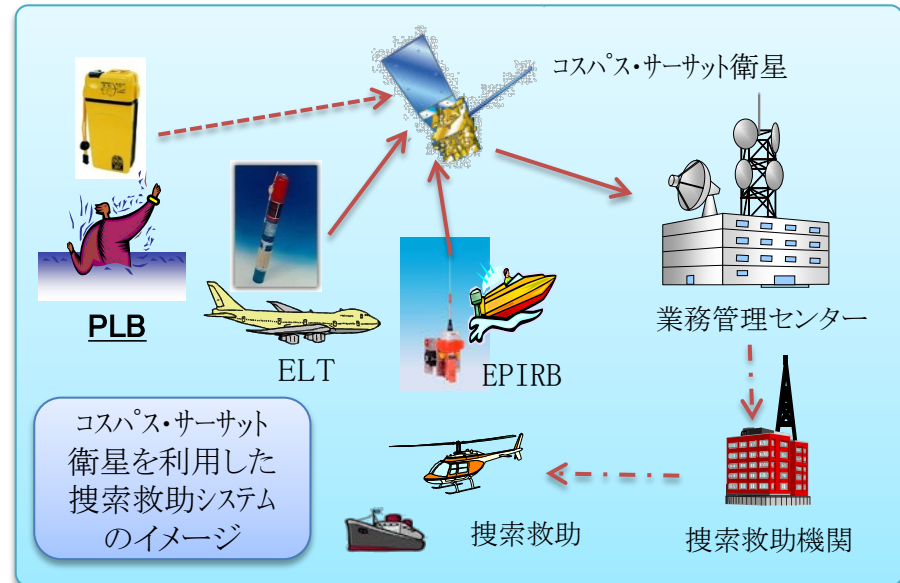 コスパス・サーサット衛星
PLB
ELT
EPIRB
業務管理センター
コスパス・サーサット
衛星を利用した
捜索救助システム
のイメージ
捜索救助
捜索救助機関